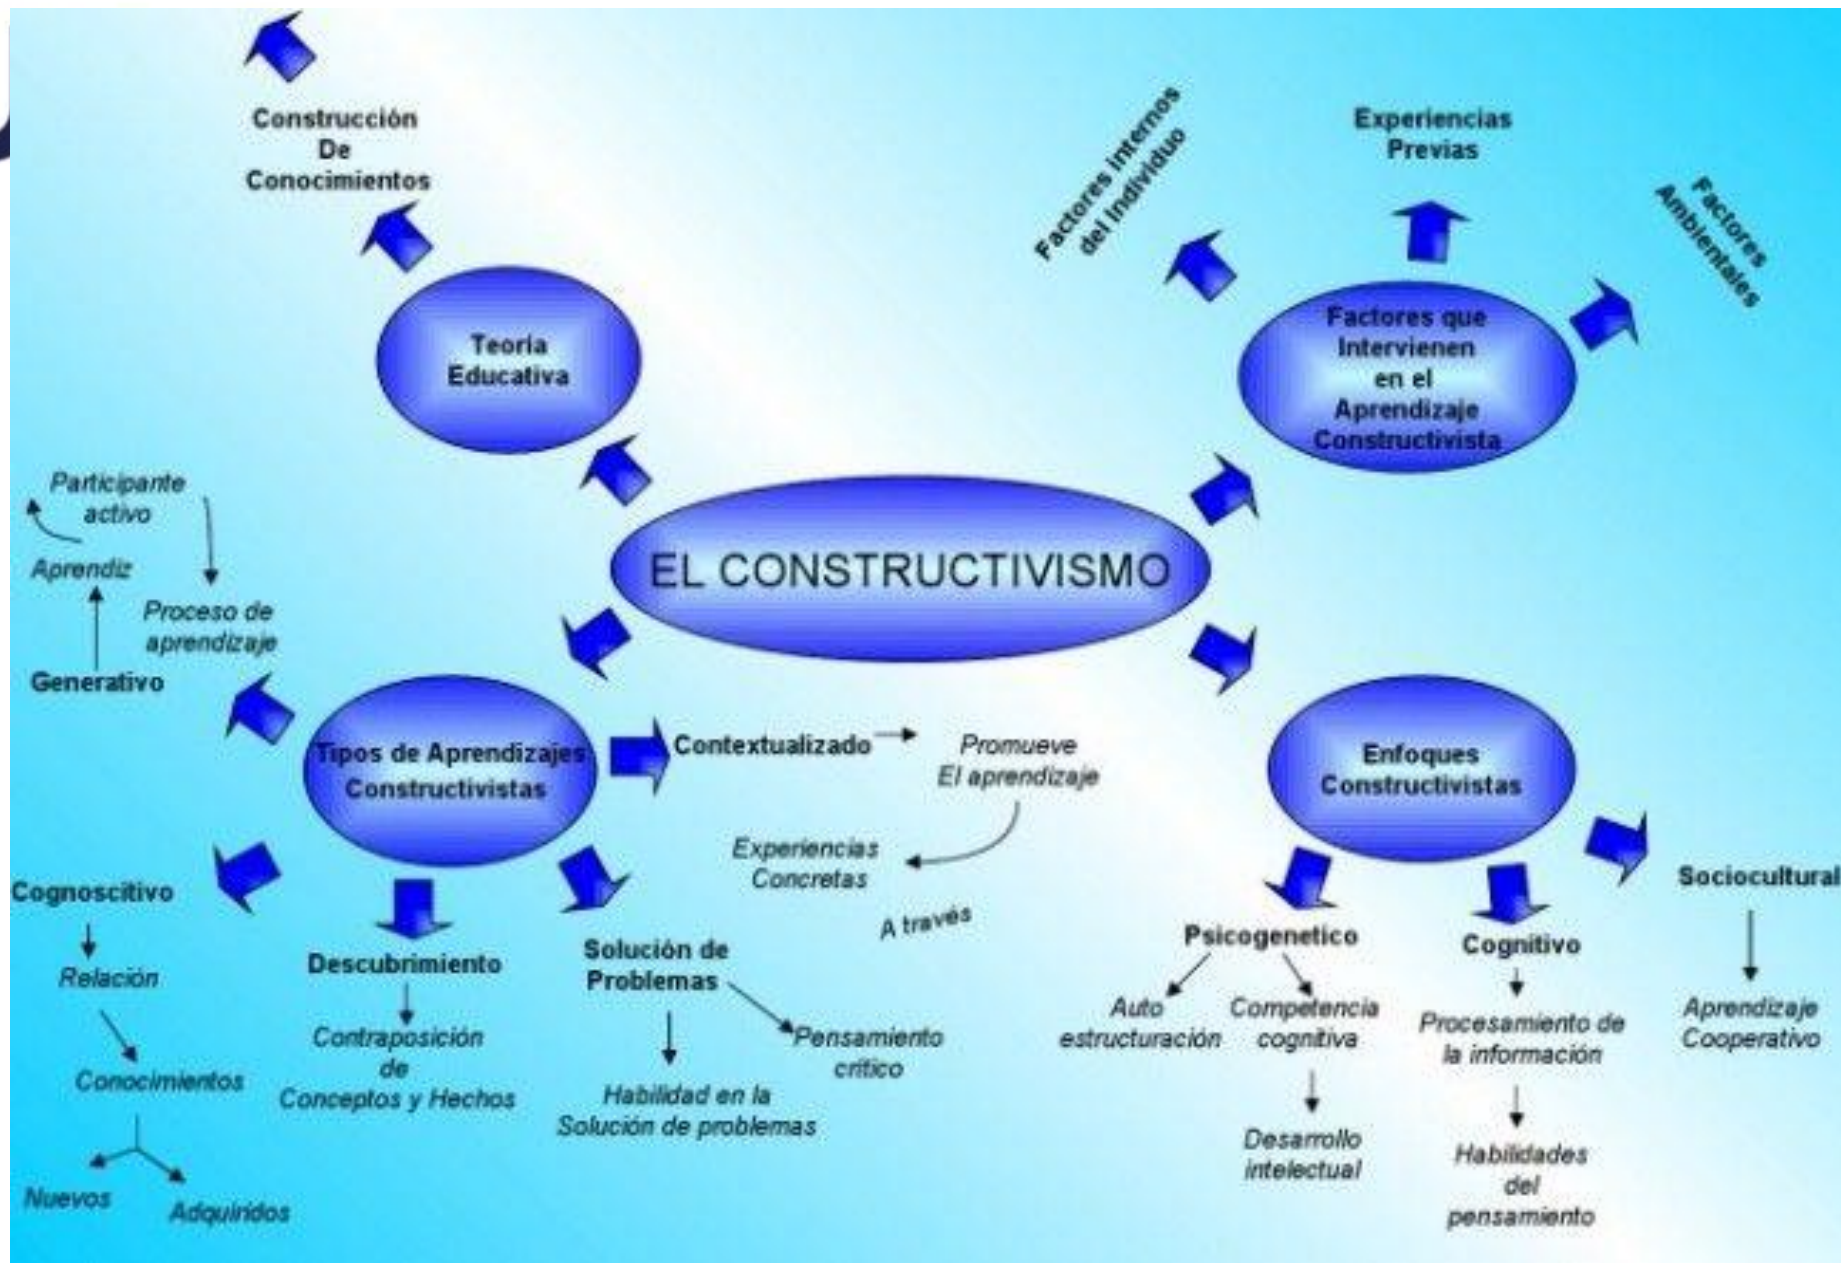 Construcción
De
Conocimientos
Teoría
Educativa
Factores internos
del Individuo
Experiencias
Previas
Factores
Ambientales
Factores que
Intervienen
en el
Aprendizaje
Constructivista
EL CONSTRUCTIVISMO
Participante
activo
Aprendiz
Proceso de
aprendizaje
Generativo
Tipos de Aprendizajes
Constructivistas
Contextualizado
Promueve
El aprendizaje
Experiencias
Concretas
A través
Cognoscitivo
Relación
Conocimientos
Nuevos
Adquiridos
Descubrimiento
Contraposición
de
Conceptos y Hechos
Solución de
Problemas
Pensamiento
crítico
Habilidad en la
Solución de problemas
Enfoques
Constructivistas
Psicogenetico
Auto
estructuración
Competencia
cognitiva
Desarrollo
intelectual
Cognitivo
Procesamiento de
la información
Habilidades
del
pensamiento
Sociocultural
Aprendizaje
Cooperativo